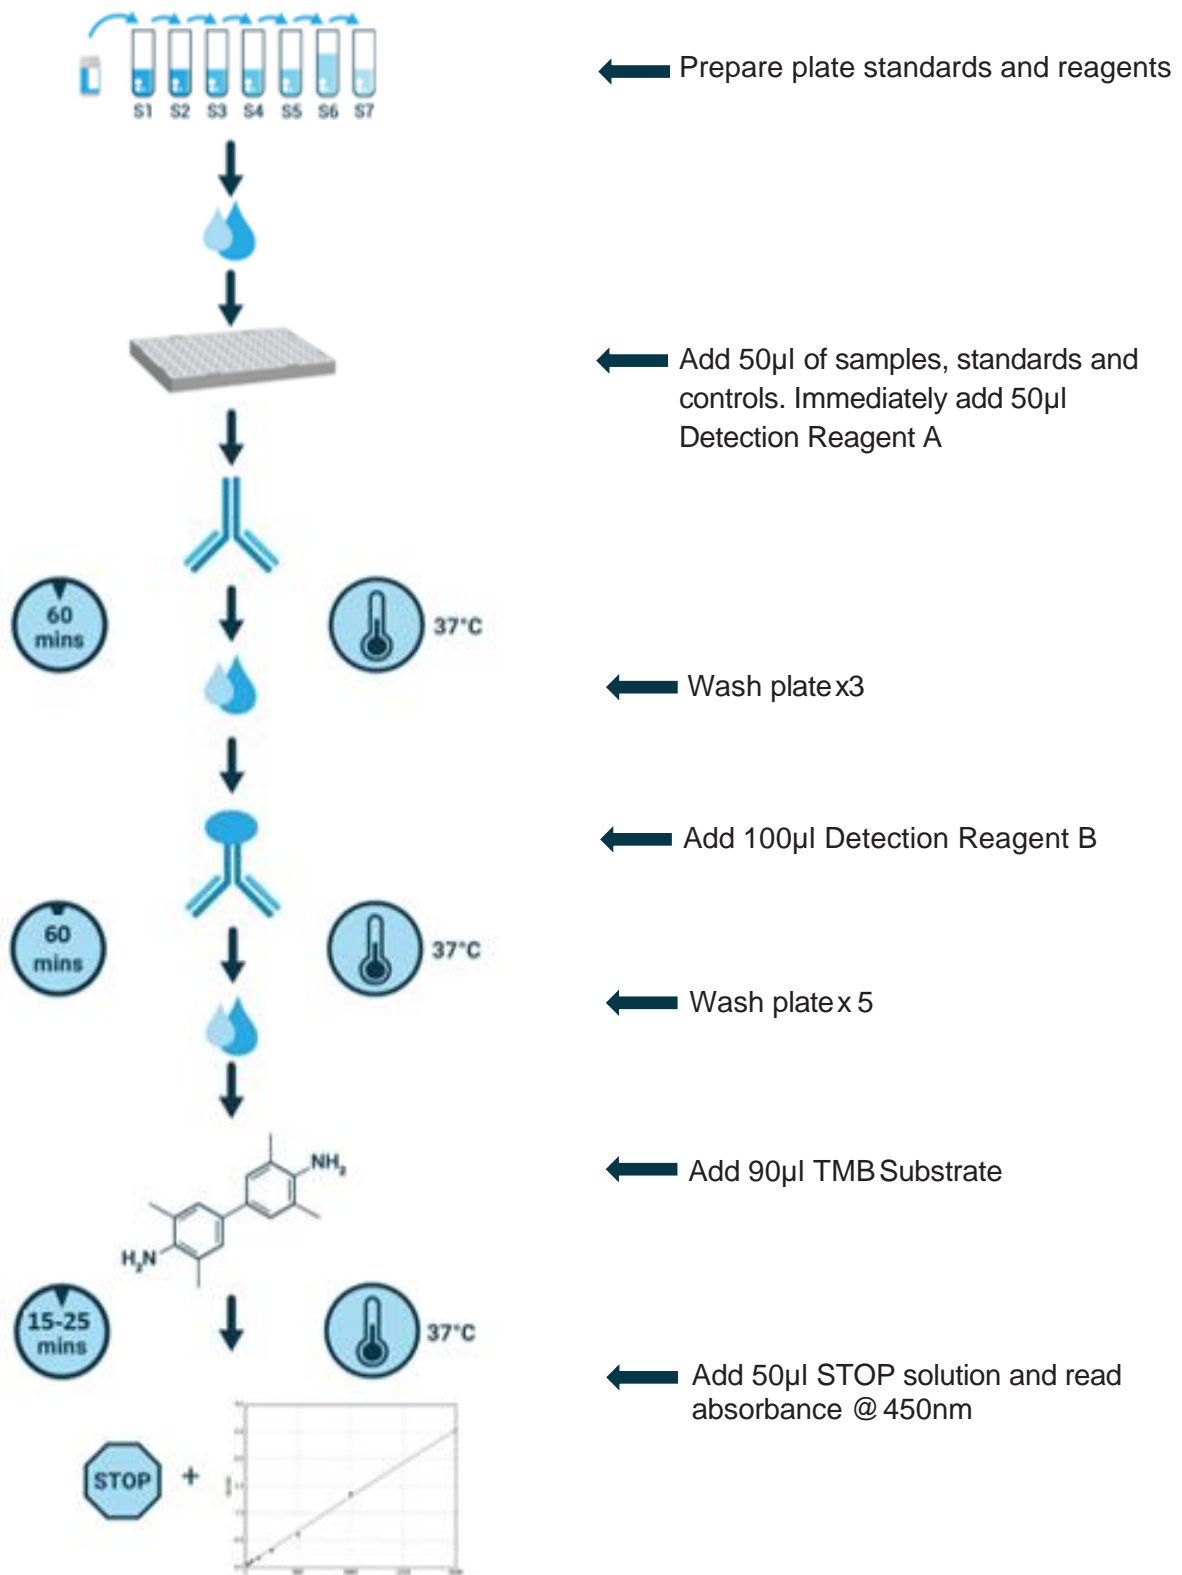 S1 S2 S3 S4 S5 S6 S7
Prepare plate standards and reagents
Add 50µl of samples, standards and
controls. Immediately add 50µl
Detection Reagent A
60
mins
37°C
Wash plate x3
Add 100µl Detection Reagent B
60
mins
37°C
Wash plate x 5
NH₂
H₂N
Add 90µl TMB Substrate
15-25
mins
37°C
Add 50µl STOP solution and read
absorbance @ 450nm
STOP +